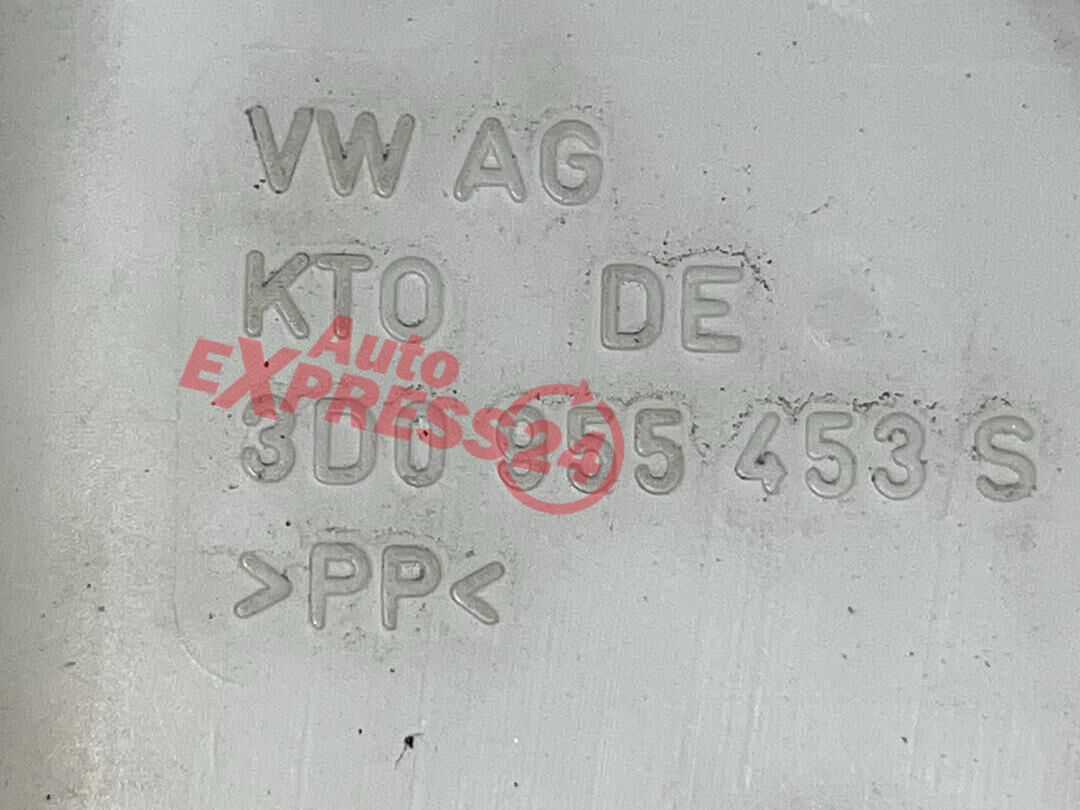 VW AG
KTO DE
Auto
EXPRESS24
3D0 955 453 S
>PP<